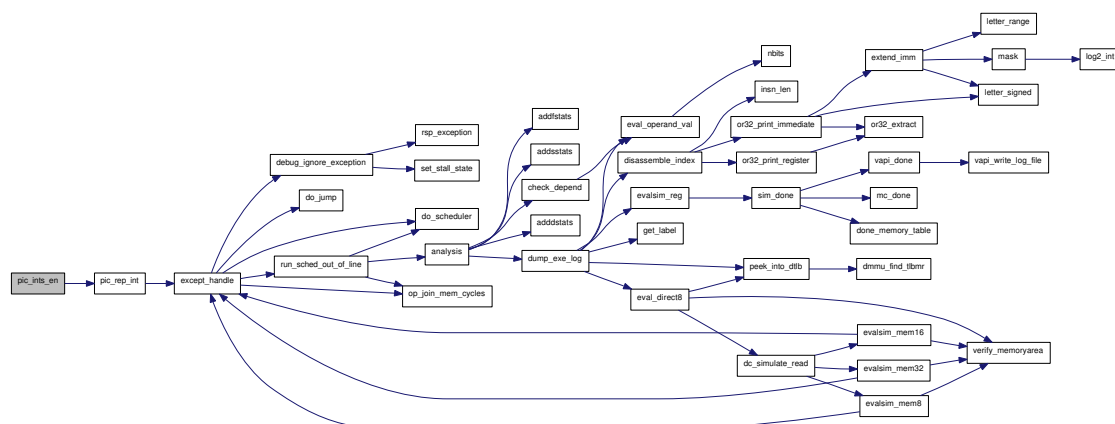 letter_range
nbits
extend_imm
mask
log2_int
insn_len
letter_signed
addfstats
eval_operand_val
or32_print_immediate
or32_extract
rsp_exception
addsstats
debug_ignore_exception
disassemble_index
or32_print_register
vapi_done
vapi_write_log_file
set_stall_state
check_depend
evalsim_reg
sim_done
mc_done
do_jump
do_scheduler
adddstats
get_label
done_memory_table
analysis
dump_exe_log
run_sched_out_of_line
peek_into_dtlb
dmmu_find_tlbmr
pic_ints_en
pic_rep_int
except_handle
op_join_mem_cycles
eval_direct8
evalsim_mem16
verify_memoryarea
dc_simulate_read
evalsim_mem32
evalsim_mem8